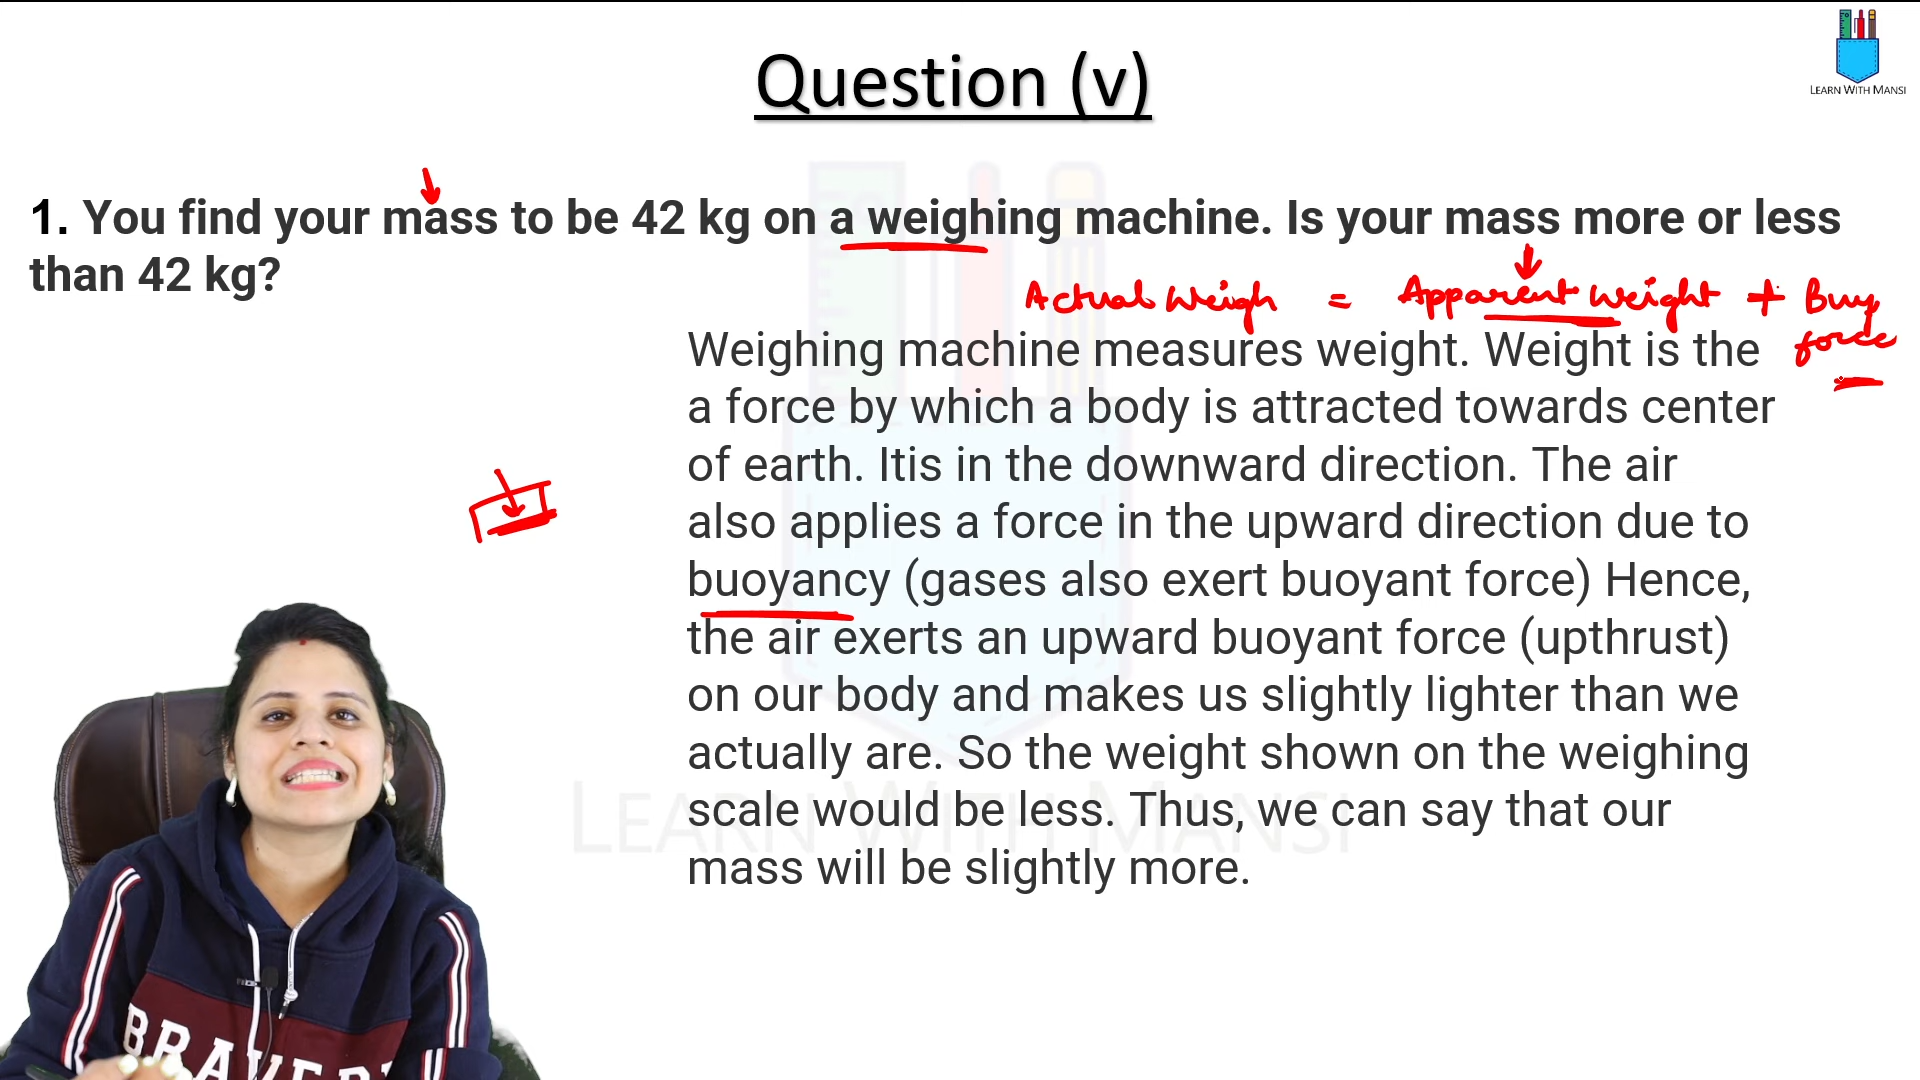 Question (v)
LEARN WITH MANSI
1. You find your mass to be 42 kg on a weighing machine. Is your mass more or less
than 42 kg?
Actual Weigh = Apparent Weight + Buy
force
Weighing machine measures weight. Weight is the
a force by which a body is attracted towards center
of earth. Itis in the downward direction. The air
also applies a force in the upward direction due to
buoyancy (gases also exert buoyant force) Hence,
the air exerts an upward buoyant force (upthrust)
on our body and makes us slightly lighter than we
actually are. So the weight shown on the weighing
scale would be less. Thus, we can say that our
mass will be slightly more.
LEARN WITH MANSI